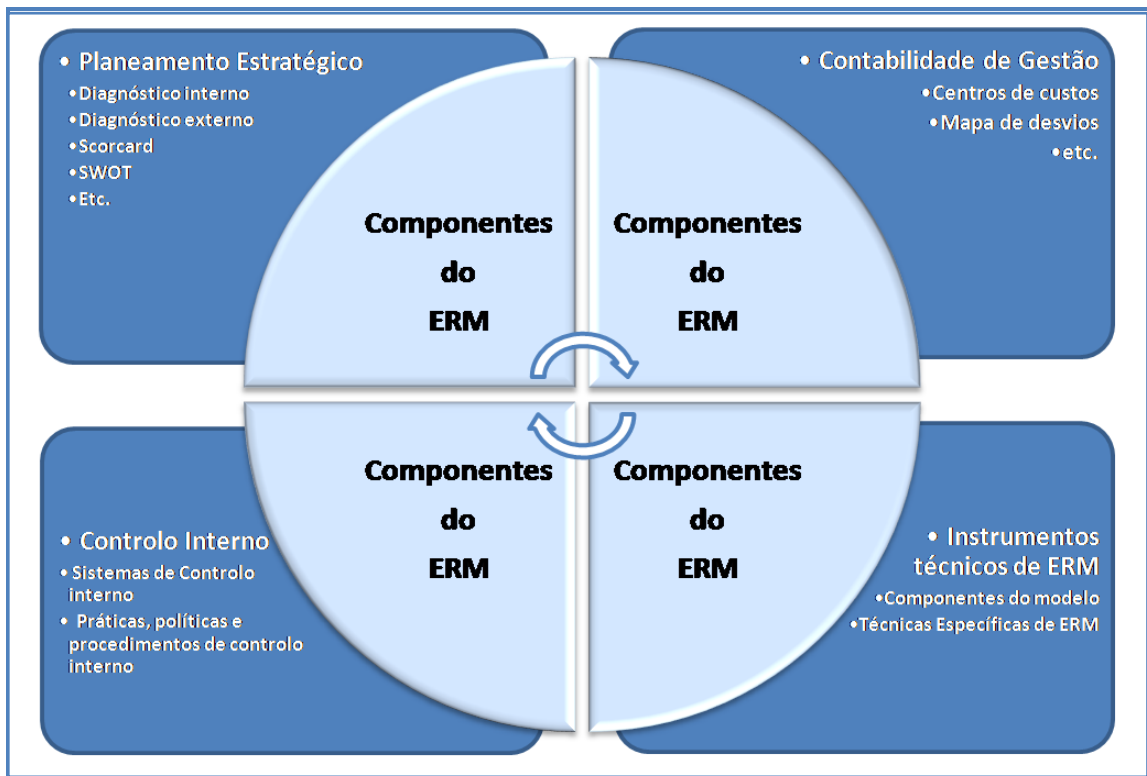 • Planeamento Estratégico
•Diagnóstico interno
•Diagnóstico externo
•Scorcard
•SWOT
•Etc.
• Contabilidade de Gestão
•Centros de custos
•Mapa de desvios
•etc.
Componentes
do
ERM
Componentes
do
ERM
Componentes
do
ERM
Componentes
do
ERM
• Controlo Interno
• Sistemas de Controlo
interno
• Práticas, políticas e
procedimentos de controlo
interno
• Instrumentos
técnicos de ERM
•Componentes do modelo
•Técnicas Específicas de ERM